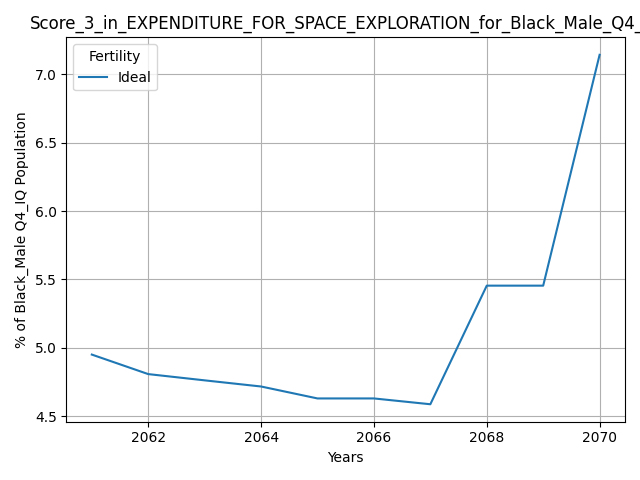 Score_3_in_EXPENDITURE_FOR_SPACE_EXPLORATION_for_Black_Male_Q4_
Fertility
Ideal
7.0
6.5
6.0
5.5
5.0
4.5
% of Black_Male Q4_IQ Population
2062 2064 2066 2068 2070
Years